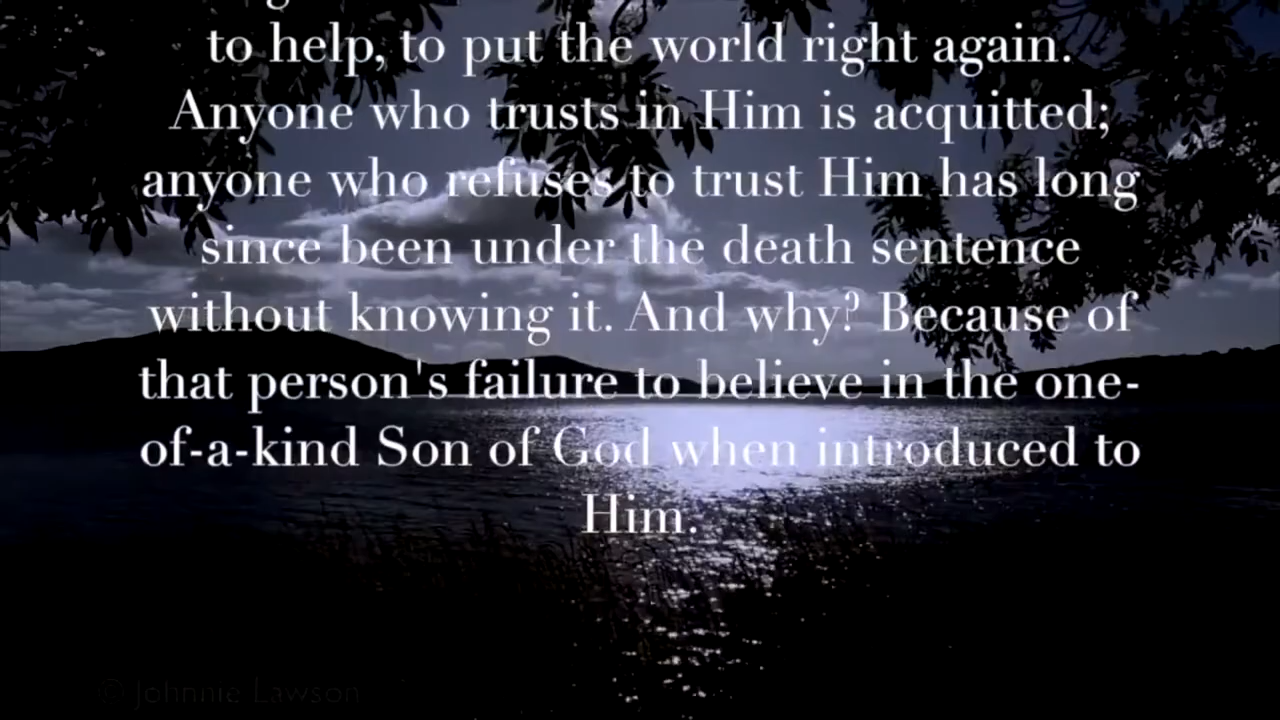 to help, to put the world right again.
Anyone who trusts in Him is acquitted;
anyone who refuses to trust Him has long
since been under the death sentence
without knowing it. And why? Because of
that person's failure to believe in the one-
of-a-kind Son of God when introduced to
Him.
© Johnnie Lawson